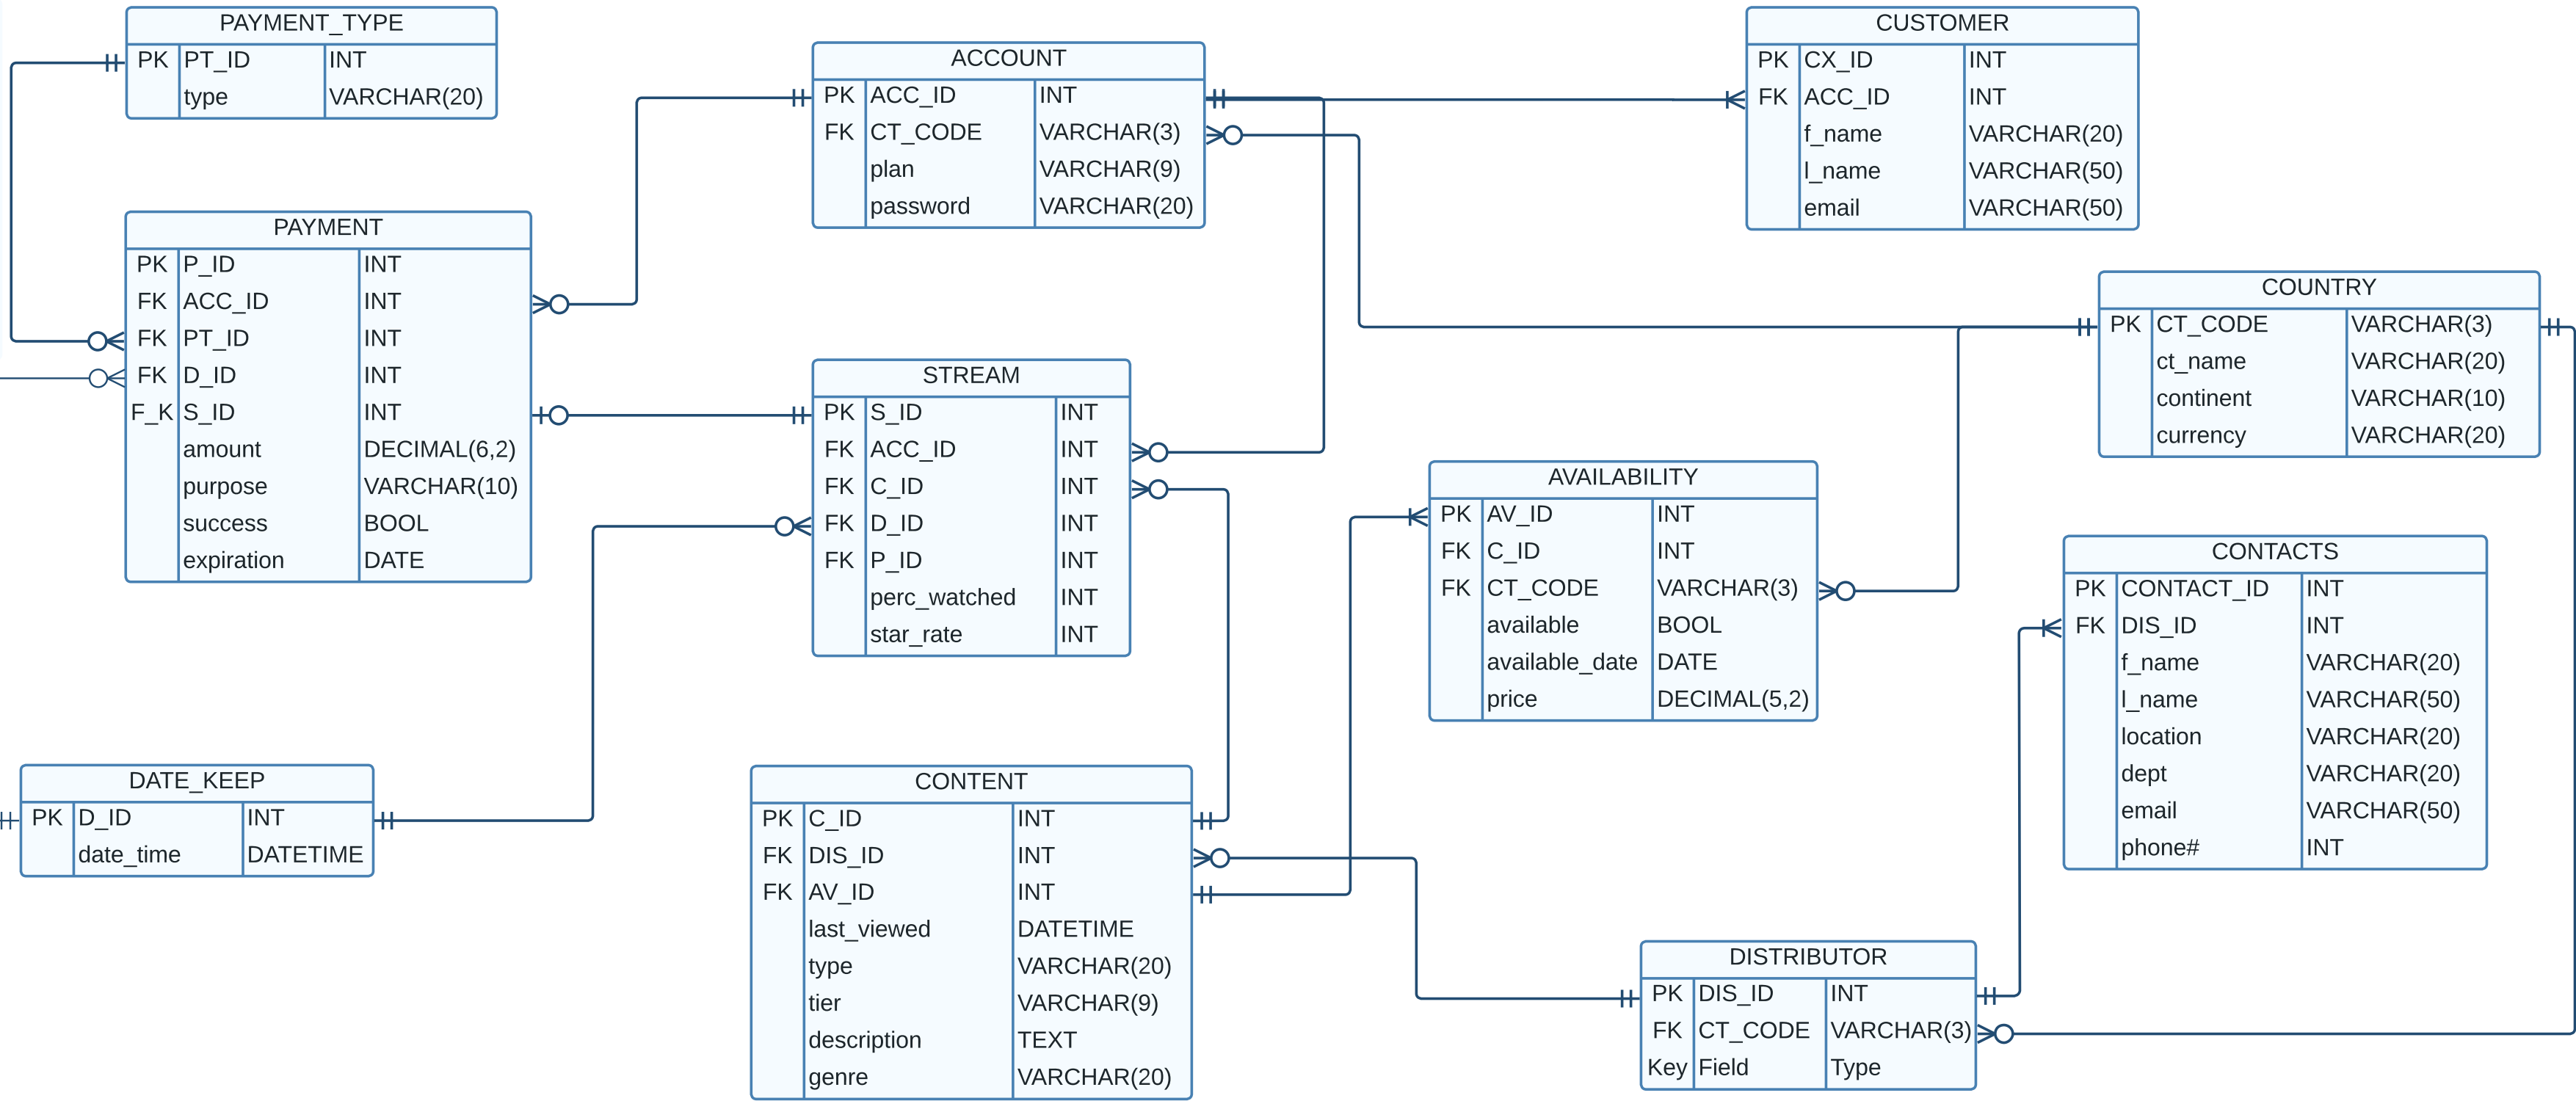 PAYMENT_TYPE
PK PT_ID INT
type VARCHAR(20)
ACCOUNT
PK ACC_ID INT
FK CT_CODE VARCHAR(3)
plan VARCHAR(9)
password VARCHAR(20)
CUSTOMER
PK CX_ID INT
FK ACC_ID INT
f_name VARCHAR(20)
l_name VARCHAR(50)
email VARCHAR(50)
PAYMENT
PK P_ID INT
FK ACC_ID INT
FK PT_ID INT
FK D_ID INT
F_K S_ID INT
amount DECIMAL(6,2)
purpose VARCHAR(10)
success BOOL
expiration DATE
STREAM
PK S_ID INT
FK ACC_ID INT
FK C_ID INT
FK D_ID INT
FK P_ID INT
perc_watched INT
star_rate INT
COUNTRY
PK CT_CODE VARCHAR(3)
ct_name VARCHAR(20)
continent VARCHAR(10)
currency VARCHAR(20)
AVAILABILITY
PK AV_ID INT
FK C_ID INT
FK CT_CODE VARCHAR(3)
available BOOL
available_date DATE
price DECIMAL(5,2)
CONTACTS
PK CONTACT_ID INT
FK DIS_ID INT
f_name VARCHAR(20)
l_name VARCHAR(50)
location VARCHAR(20)
dept VARCHAR(20)
email VARCHAR(50)
phone# INT
DATE_KEEP
PK D_ID INT
date_time DATETIME
CONTENT
PK C_ID INT
FK DIS_ID INT
FK AV_ID INT
last_viewed DATETIME
type VARCHAR(20)
tier VARCHAR(9)
description TEXT
genre VARCHAR(20)
DISTRIBUTOR
PK DIS_ID INT
FK CT_CODE VARCHAR(3)
Key Field Type